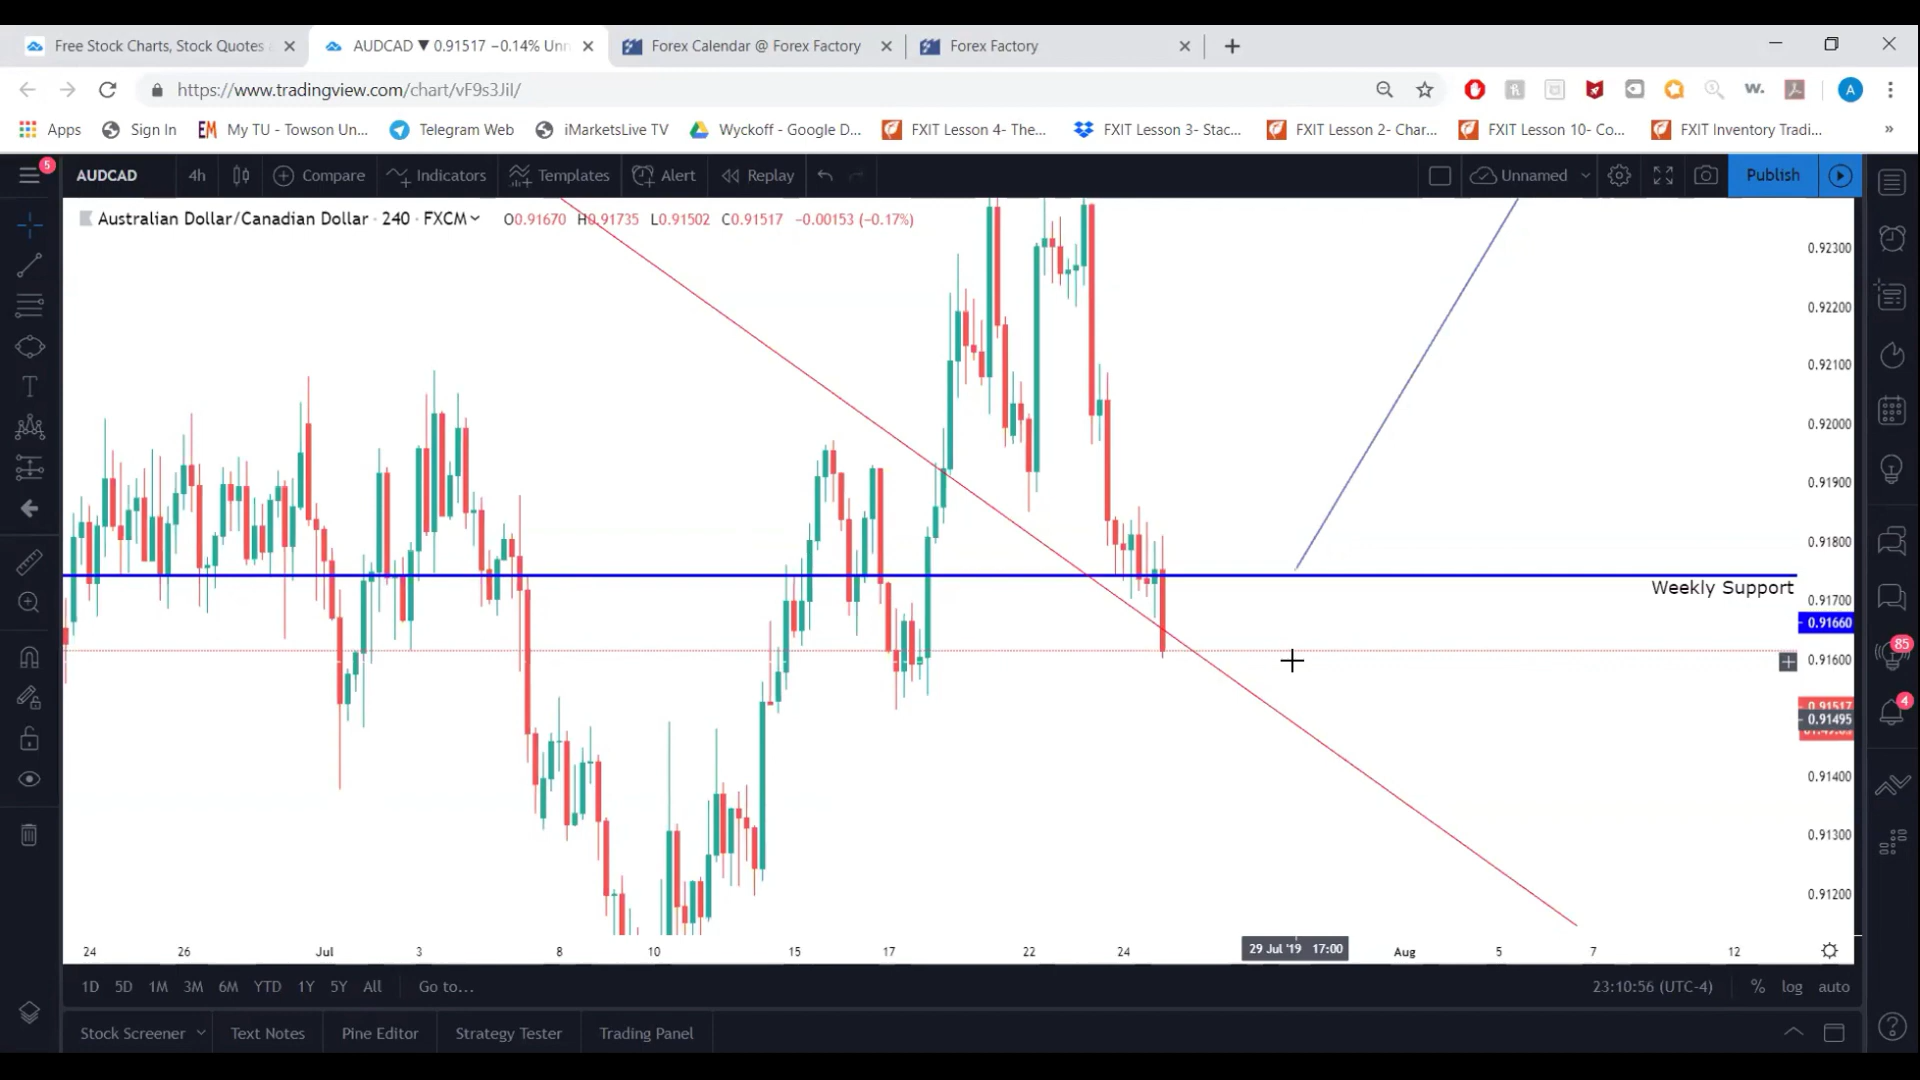 Free Stock Charts, Stock Quotes
AUDCAD ▼ 0.91517 −0.14% Unn
Forex Calendar @ Forex Factory
Forex Factory
https://www.tradingview.com/chart/vF9s3JiI/
w.
A
Apps
Sign In
EM My TU - Towson Un...
Telegram Web
iMarketsLive TV
Wyckoff - Google D...
FXIT Lesson 4- The...
FXIT Lesson 3- Stac...
FXIT Lesson 2- Char...
FXIT Lesson 10- Co...
FXIT Inventory Tradi...
»
5
AUDCAD
4h
Compare
Indicators
Templates
Alert
Replay
Unnamed
Publish
Australian Dollar/Canadian Dollar · 240 · FXCM
O0.91670 H0.91735 L0.91502 C0.91517 −0.00153 (−0.17%)
0.92300
0.92200
0.92100
0.92000
0.91900
0.91800
Weekly Support
0.91700
0.91660
0.91600
0.91517
0.91495
0.91400
0.91300
0.91200
85
4
24 26 Jul 3 8 10 15 17 22 24 29 Jul '19 17:00 Aug 5 7 12
1D 5D 1M 3M 6M YTD 1Y 5Y All Go to...
23:10:56 (UTC-4) % log auto
Stock Screener
Text Notes
Pine Editor
Strategy Tester
Trading Panel